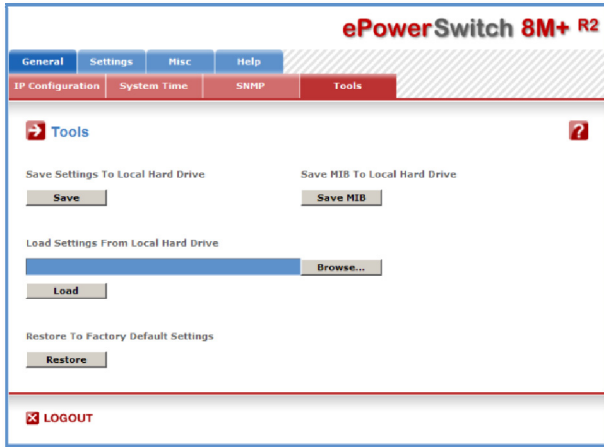 ePowerSwitch 8M+ R2
General Settings Misc Help
IP Configuration System Time SNMP Tools
Tools ?
Save Settings To Local Hard Drive Save MIB To Local Hard Drive
Save Save MIB
Load Settings From Local Hard Drive
Browse...
Load
Restore To Factory Default Settings
Restore
LOGOUT